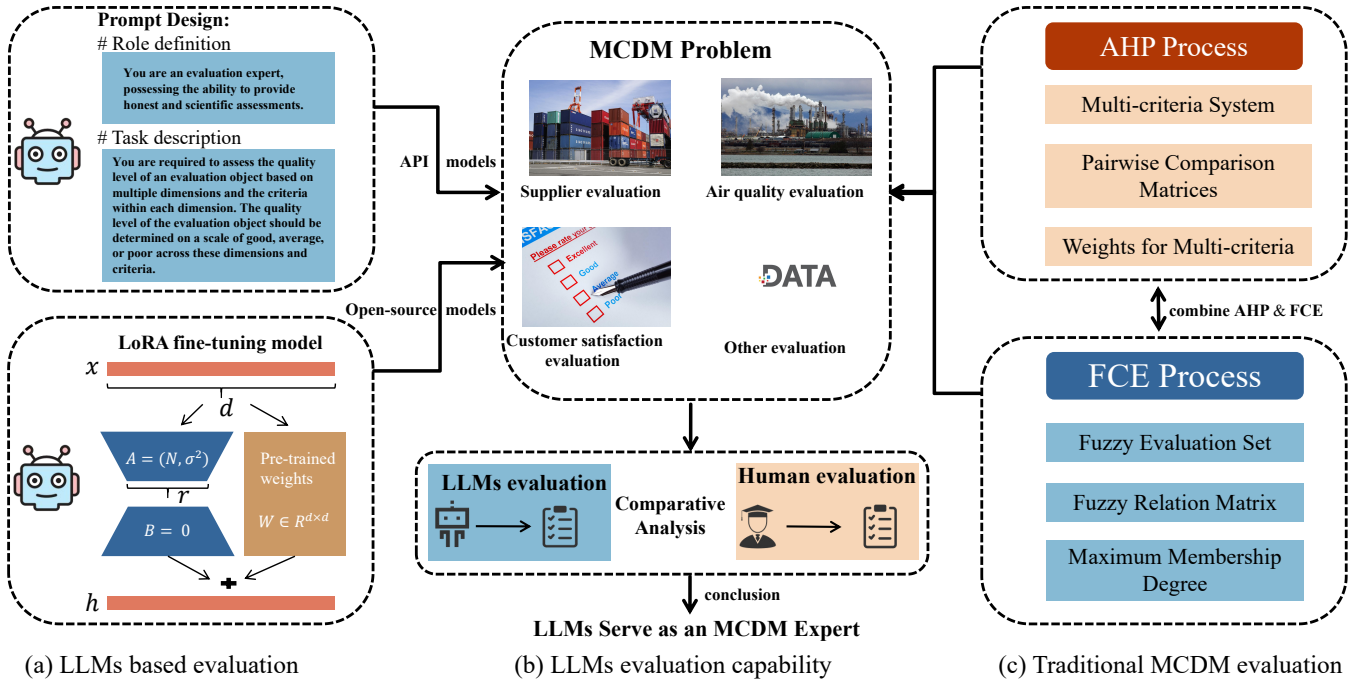 Prompt Design:
# Role definition
You are an evaluation expert,
possessing the ability to provide
honest and scientific assessments.
# Task description
You are required to assess the quality
level of an evaluation object based on
multiple dimensions and the criteria
within each dimension. The quality
level of the evaluation object should be
determined on a scale of good, average,
or poor across these dimensions and
criteria.
LoRA fine-tuning model
x
d
A = (N, σ²)
r
B = 0
Pre-trained
weights
W ∈ R^{d×d}
h
(a) LLMs based evaluation
API models
Open-source models
MCDM Problem
Supplier evaluation
Air quality evaluation
Please rate your
Excellent
Good
Average
Poor
Customer satisfaction
evaluation
DATA
Other evaluation
LLMs evaluation
Comparative
Analysis
Human evaluation
conclusion
LLMs Serve as an MCDM Expert
(b) LLMs evaluation capability
AHP Process
Multi-criteria System
Pairwise Comparison
Matrices
Weights for Multi-criteria
combine AHP & FCE
FCE Process
Fuzzy Evaluation Set
Fuzzy Relation Matrix
Maximum Membership
Degree
(c) Traditional MCDM evaluation